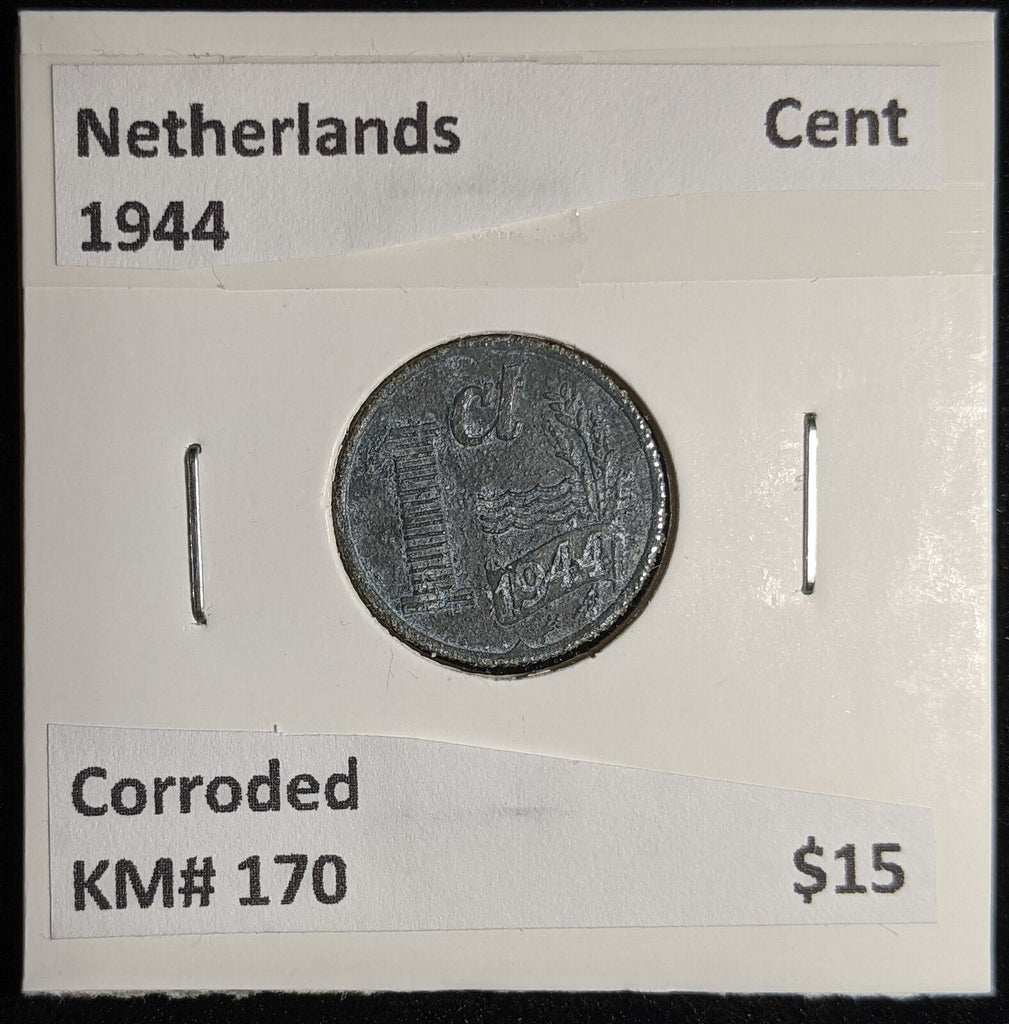 Netherlands Cent
1944
ct
1944
Corroded
KM# 170 $15